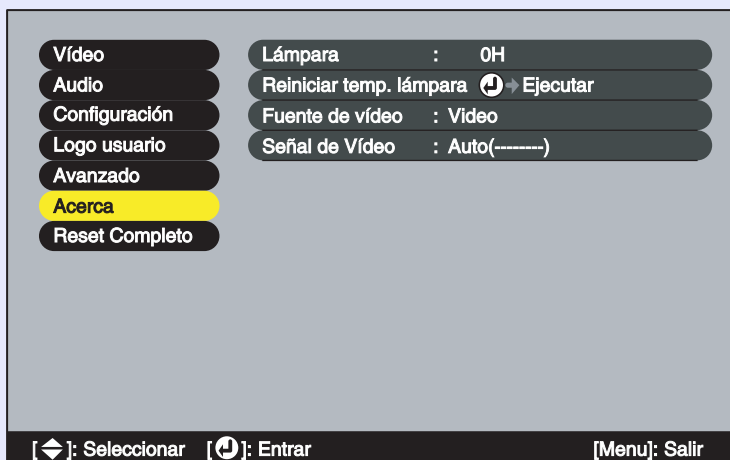 Vídeo
Audio
Configuración
Logo usuario
Avanzado
Acerca
Reset Completo
Lámpara : 0H
Reiniciar temp. lámpara Ejecutar
Fuente de vídeo : Video
Señal de Vídeo : Auto(--------)
[ ]: Seleccionar [ ]: Entrar [Menu]: Salir